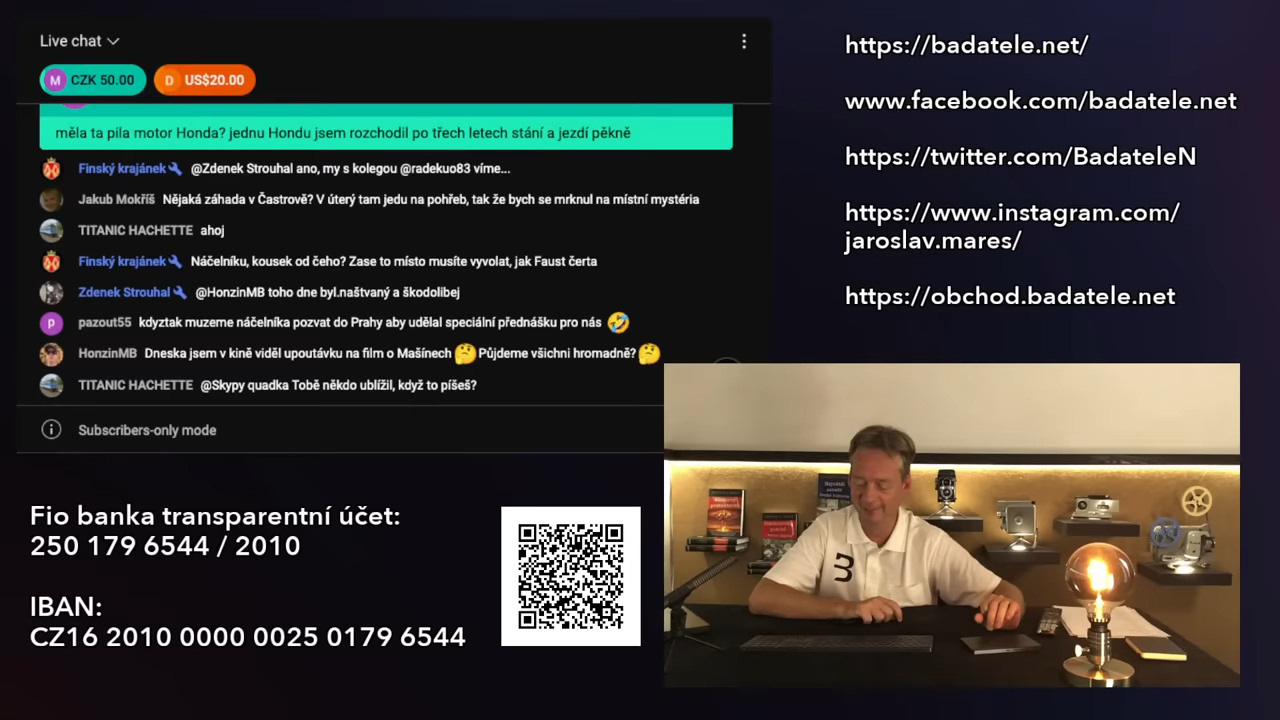 Live chat
M CZK 50.00 D US$20.00
měla ta pila motor Honda? jednu Hondu jsem rozchodil po třech letech stání a jezdí pěkně
Finský krajánek @Zdenek Strouhal ano, my s kolegou @radekuo83 víme...
Jakub Mokříš Nějaká záhada v Častrově? V úterý tam jedu na pohřeb, tak že bych se mrknul na místní mystéria
TITANIC HACHETTE ahoj
Finský krajánek Náčelníku, kousek od čeho? Zase to místo musíte vyvolat, jak Faust čerta
Zdenek Strouhal @HonzinMB toho dne byl.naštvaný a škodolibej
p pazout55 kdyztak muzeme náčelníka pozvat do Prahy aby udělal speciální přednášku pro nás 🤣
HonzinMB Dneska jsem v kině viděl upoutávku na film o Mašínech 🤔 Půjdeme všichni hromadně? 🤔
TITANIC HACHETTE @Skypy quadka Tobě někdo ublížil, když to píšeš?
Subscribers-only mode
https://badatele.net/
www.facebook.com/badatele.net
https://twitter.com/BadateleN
https://www.instagram.com/
jaroslav.mares/
https://obchod.badatele.net
Fio banka transparentní účet:
250 179 6544 / 2010
IBAN:
CZ16 2010 0000 0025 0179 6544